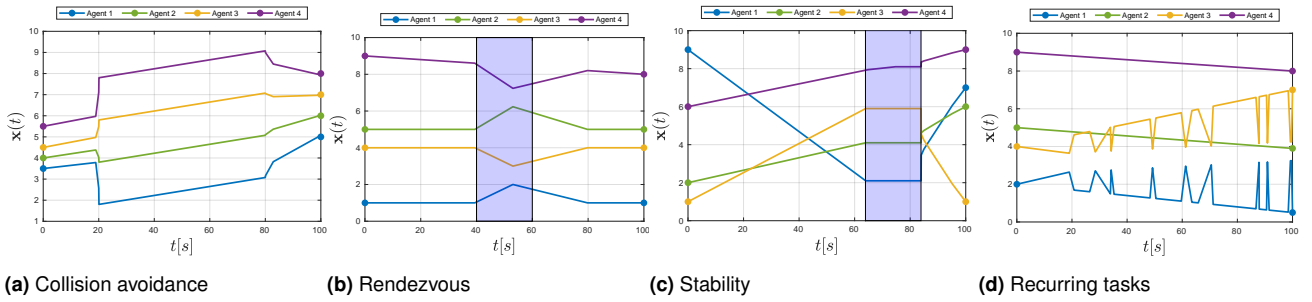 Agent 1 Agent 2 Agent 3 Agent 4
10
9
8
7
6
5
4
3
2
1
x(t)
0 20 40 60 80 100
t[s]
(a) Collision avoidance
Agent 1 Agent 2 Agent 3 Agent 4
10
8
6
4
2
0
x(t)
0 20 40 60 80 100
t[s]
(b) Rendezvous
Agent 1 Agent 2 Agent 3 Agent 4
10
8
6
4
2
0
x(t)
0 20 40 60 80 100
t[s]
(c) Stability
Agent 1 Agent 2 Agent 3 Agent 4
10
8
6
4
2
0
x(t)
0 20 40 60 80 100
t[s]
(d) Recurring tasks